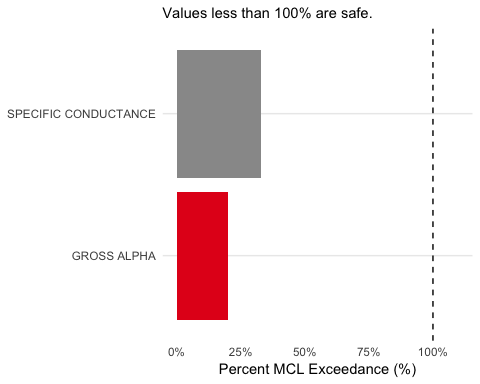 Values less than 100% are safe.
SPECIFIC CONDUCTANCE
GROSS ALPHA
0% 25% 50% 75% 100%
Percent MCL Exceedance (%)